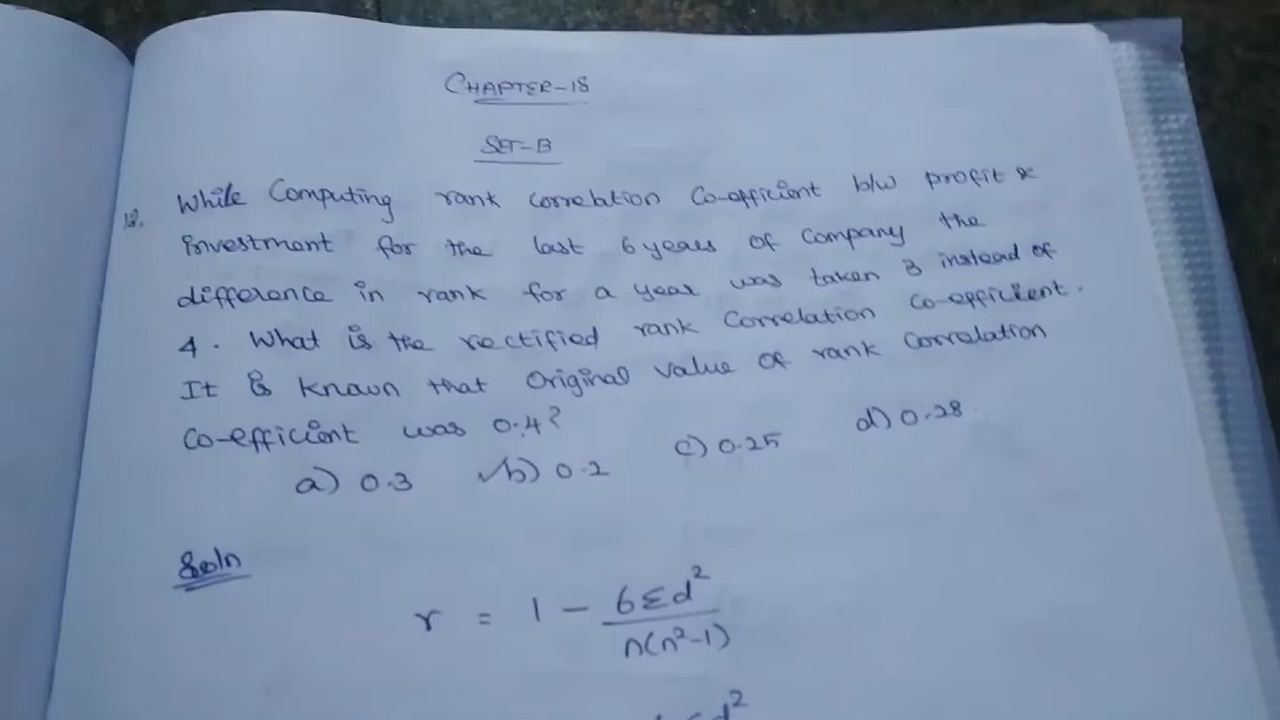 CHAPTER-18
SET-B
12. While Computing rank correlation Co-efficient b/w profit &
investment for the last 6 years of company the
difference in rank for a year was taken 3 instead of
4. What is the rectified rank correlation co-efficient.
It is known that original value of rank correlation
co-efficient was 0.4?
a) 0.3 ✓b) 0.2 c) 0.25 d) 0.28
Soln
r = 1 - 6Σd² / n(n²-1)